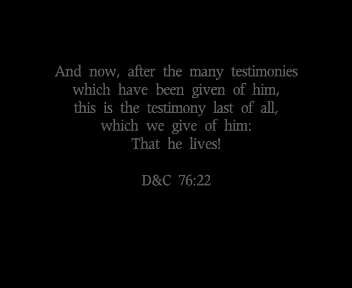 And now, after the many testimonies
which have been given of him,
this is the testimony last of all,
which we give of him:
That he lives!
D&C 76:22